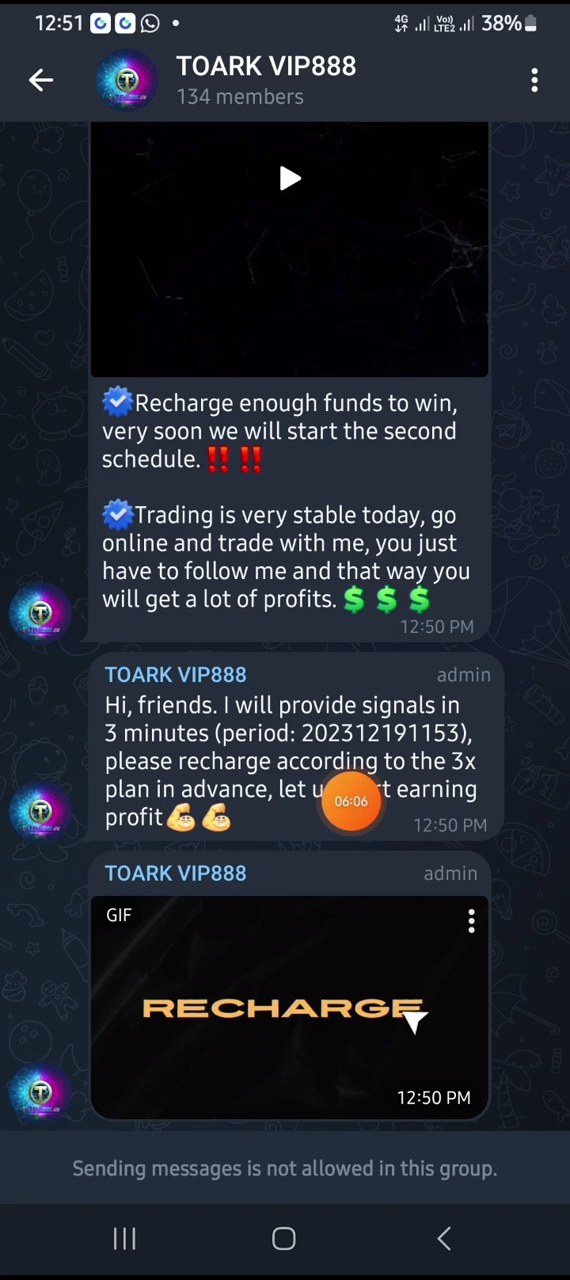 12:51
4G
Vo))
LTE2
38%
TOARK VIP888
134 members
Recharge enough funds to win,
very soon we will start the second
schedule. ‼️ ‼️
Trading is very stable today, go
online and trade with me, you just
have to follow me and that way you
will get a lot of profits. 💲 💲 💲
12:50 PM
TOARK VIP888
admin
Hi, friends. I will provide signals in
3 minutes (period: 202312191153),
please recharge according to the 3x
plan in advance, let earning
06:06
profit💪🏻 💪🏻
12:50 PM
TOARK VIP888
admin
GIF
RECHARGE
12:50 PM
Sending messages is not allowed in this group.